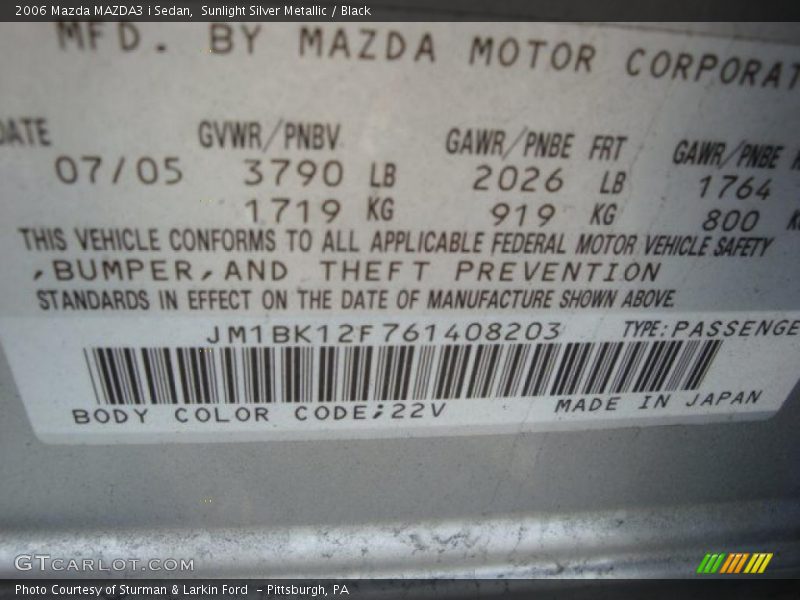 2006 Mazda MAZDA3 i Sedan, Sunlight Silver Metallic / Black
MFD. BY MAZDA MOTOR CORPORAT
DATE GVWR/PNBV GAWR/PNBE FRT GAWR/PNBE
07/05 3790 LB 2026 LB 1764
1719 KG 919 KG 800 KG
THIS VEHICLE CONFORMS TO ALL APPLICABLE FEDERAL MOTOR VEHICLE SAFETY
,BUMPER,AND THEFT PREVENTION
STANDARDS IN EFFECT ON THE DATE OF MANUFACTURE SHOWN ABOVE
JM1BK12F761408203 TYPE:PASSENGE
BODY COLOR CODE;22V MADE IN JAPAN
GTCARLOT.COM
Photo Courtesy of Sturman & Larkin Ford - Pittsburgh, PA